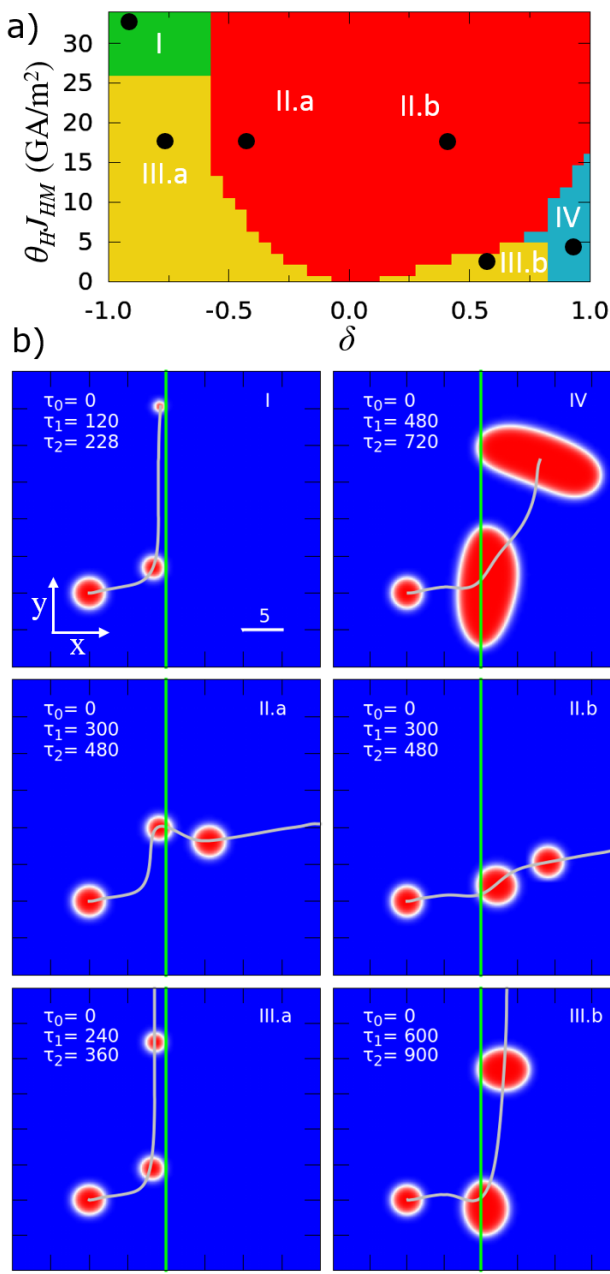 a)
θ_H J_HM (GA/m²)
30
25
20
15
10
5
0
I
II.a
II.b
III.a
III.b
IV
-1.0
-0.5
0.0
0.5
1.0
δ
b)
τ₀= 0
τ₁= 120
τ₂= 228
I
y
x
5
τ₀= 0
τ₁= 480
τ₂= 720
IV
τ₀= 0
τ₁= 300
τ₂= 480
II.a
τ₀= 0
τ₁= 300
τ₂= 480
II.b
τ₀= 0
τ₁= 240
τ₂= 360
III.a
τ₀= 0
τ₁= 600
τ₂= 900
III.b